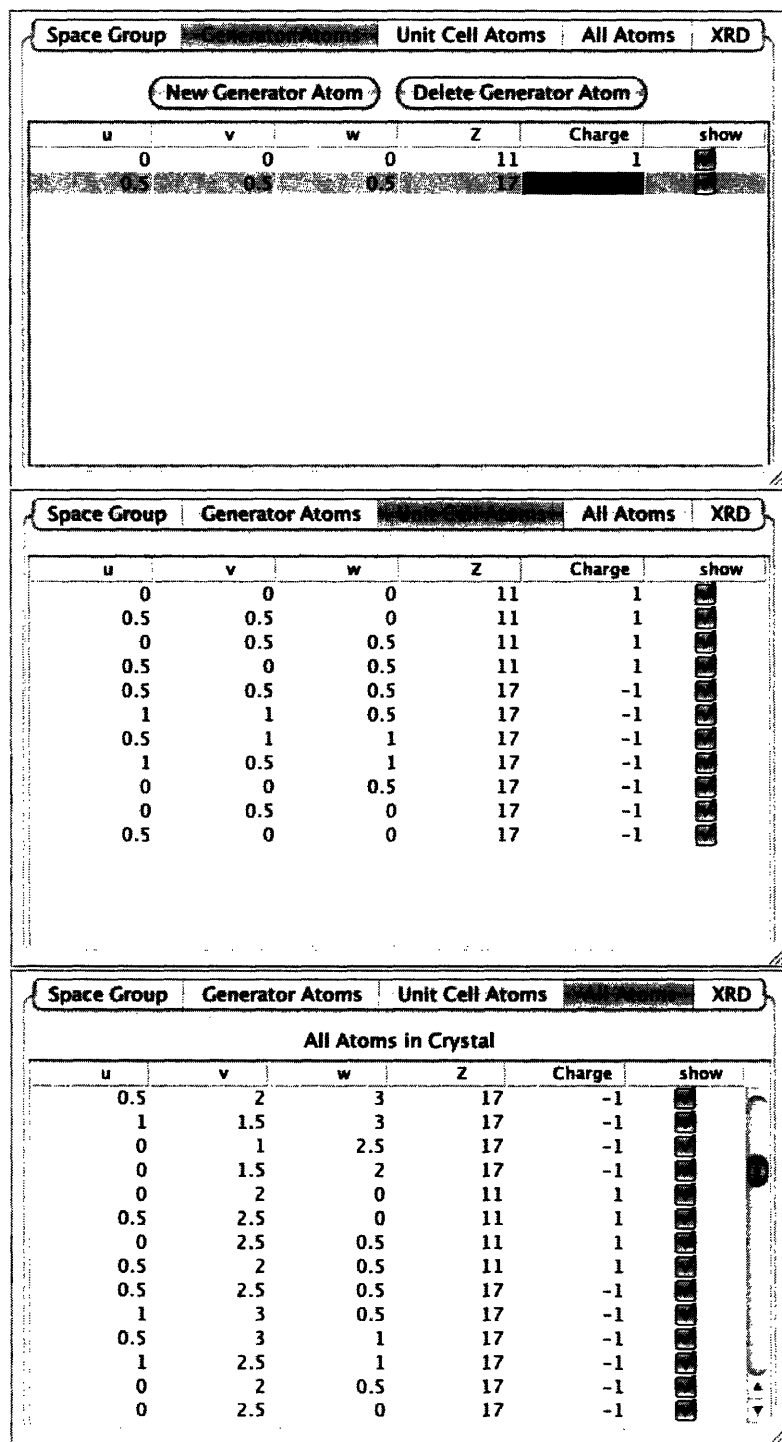 Space Group Generator Atoms Unit Cell Atoms All Atoms XRD
New Generator Atom Delete Generator Atom
u v w Z Charge show
0 0 0 11 1
0.5 0.5 0.5 17
Space Group Generator Atoms Unit Cell Atoms All Atoms XRD
u v w Z Charge show
0 0 0 11 1
0.5 0.5 0 11 1
0 0.5 0.5 11 1
0.5 0 0.5 11 1
0.5 0.5 0.5 17 -1
1 1 0.5 17 -1
0.5 1 1 17 -1
1 0.5 1 17 -1
0 0 0.5 17 -1
0 0.5 0 17 -1
0.5 0 0 17 -1
Space Group Generator Atoms Unit Cell Atoms All Atoms XRD
All Atoms in Crystal
u v w Z Charge show
0.5 2 3 17 -1
1 1.5 3 17 -1
0 1 2.5 17 -1
0 1.5 2 17 -1
0 2 0 11 1
0.5 2.5 0 11 1
0 2.5 0.5 11 1
0.5 2 0.5 11 1
0.5 2.5 0.5 17 -1
1 3 0.5 17 -1
0.5 3 1 17 -1
1 2.5 1 17 -1
0 2 0.5 17 -1
0 2.5 0 17 -1